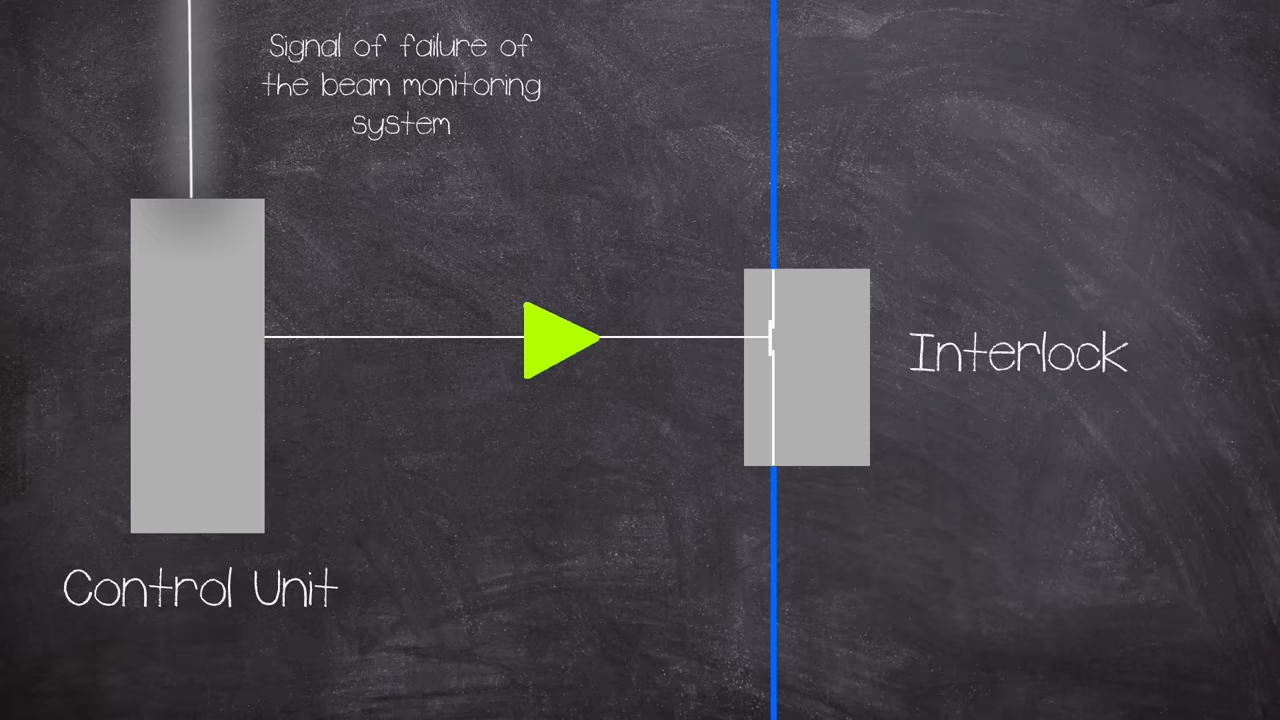 Signal of failure of
the beam monitoring
system
Interlock
Control Unit